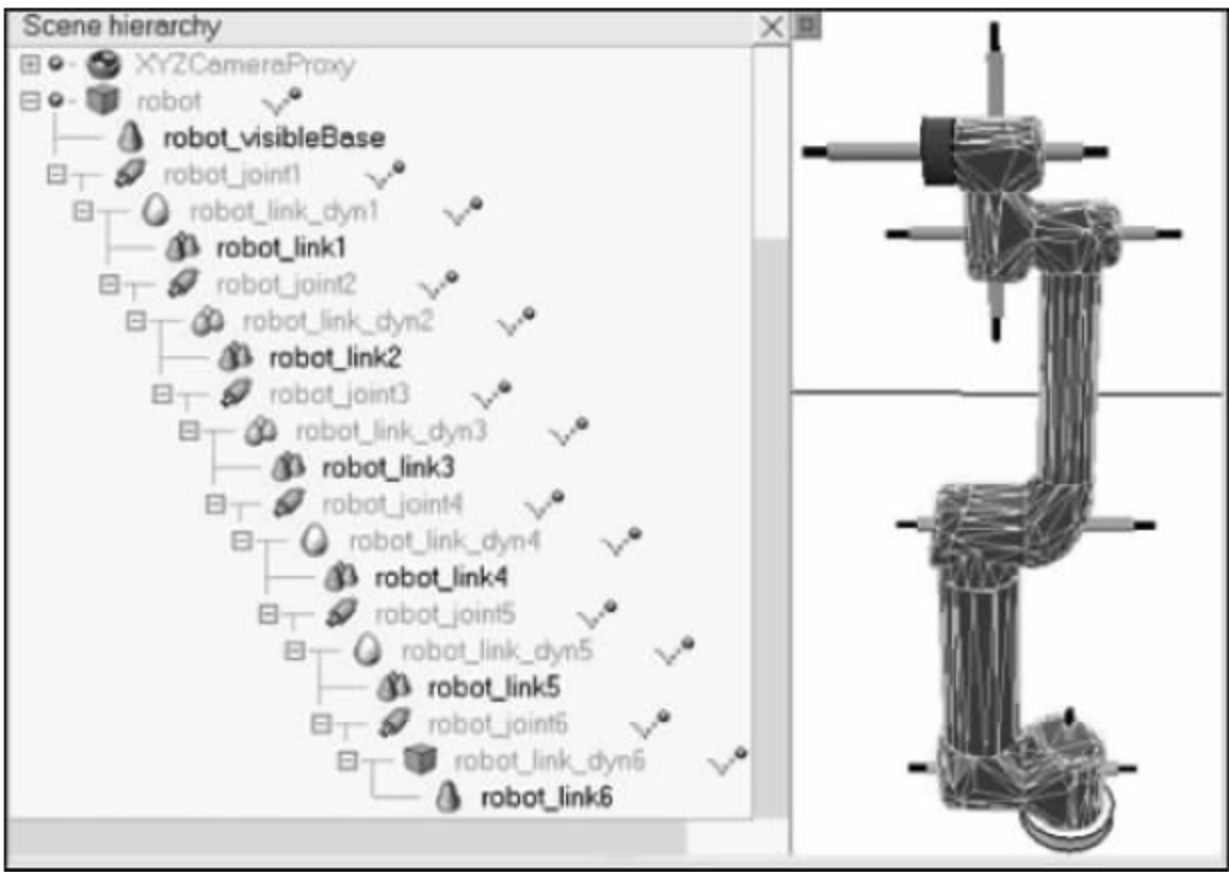 Scene hierarchy
XYZCameraProxy
robot
robot_visibleBase
robot_joint1
robot_link_dyn1
robot_link1
robot_joint2
robot_link_dyn2
robot_link2
robot_joint3
robot_link_dyn3
robot_link3
robot_joint4
robot_link_dyn4
robot_link4
robot_joint5
robot_link_dyn5
robot_link5
robot_joint6
robot_link_dyn6
robot_link6